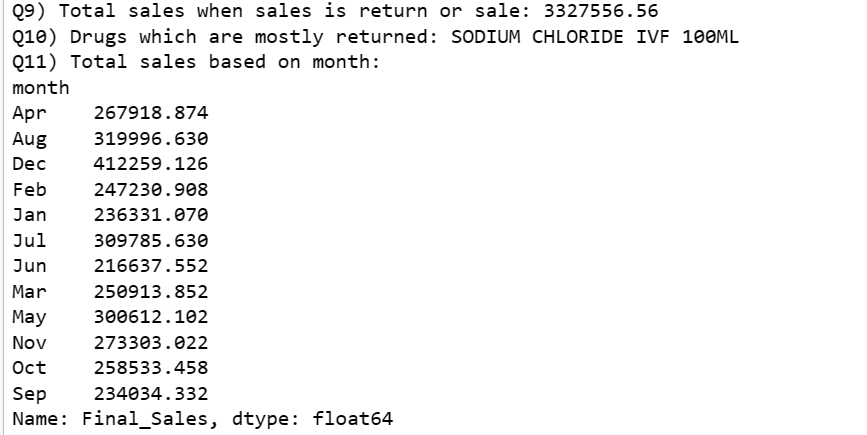 Q9) Total sales when sales is return or sale: 3327556.56
Q10) Drugs which are mostly returned: SODIUM CHLORIDE IVF 100ML
Q11) Total sales based on month:
month
Apr    267918.874
Aug    319996.630
Dec    412259.126
Feb    247230.908
Jan    236331.070
Jul    309785.630
Jun    216637.552
Mar    250913.852
May    300612.102
Nov    273303.022
Oct    258533.458
Sep    234034.332
Name: Final_Sales, dtype: float64